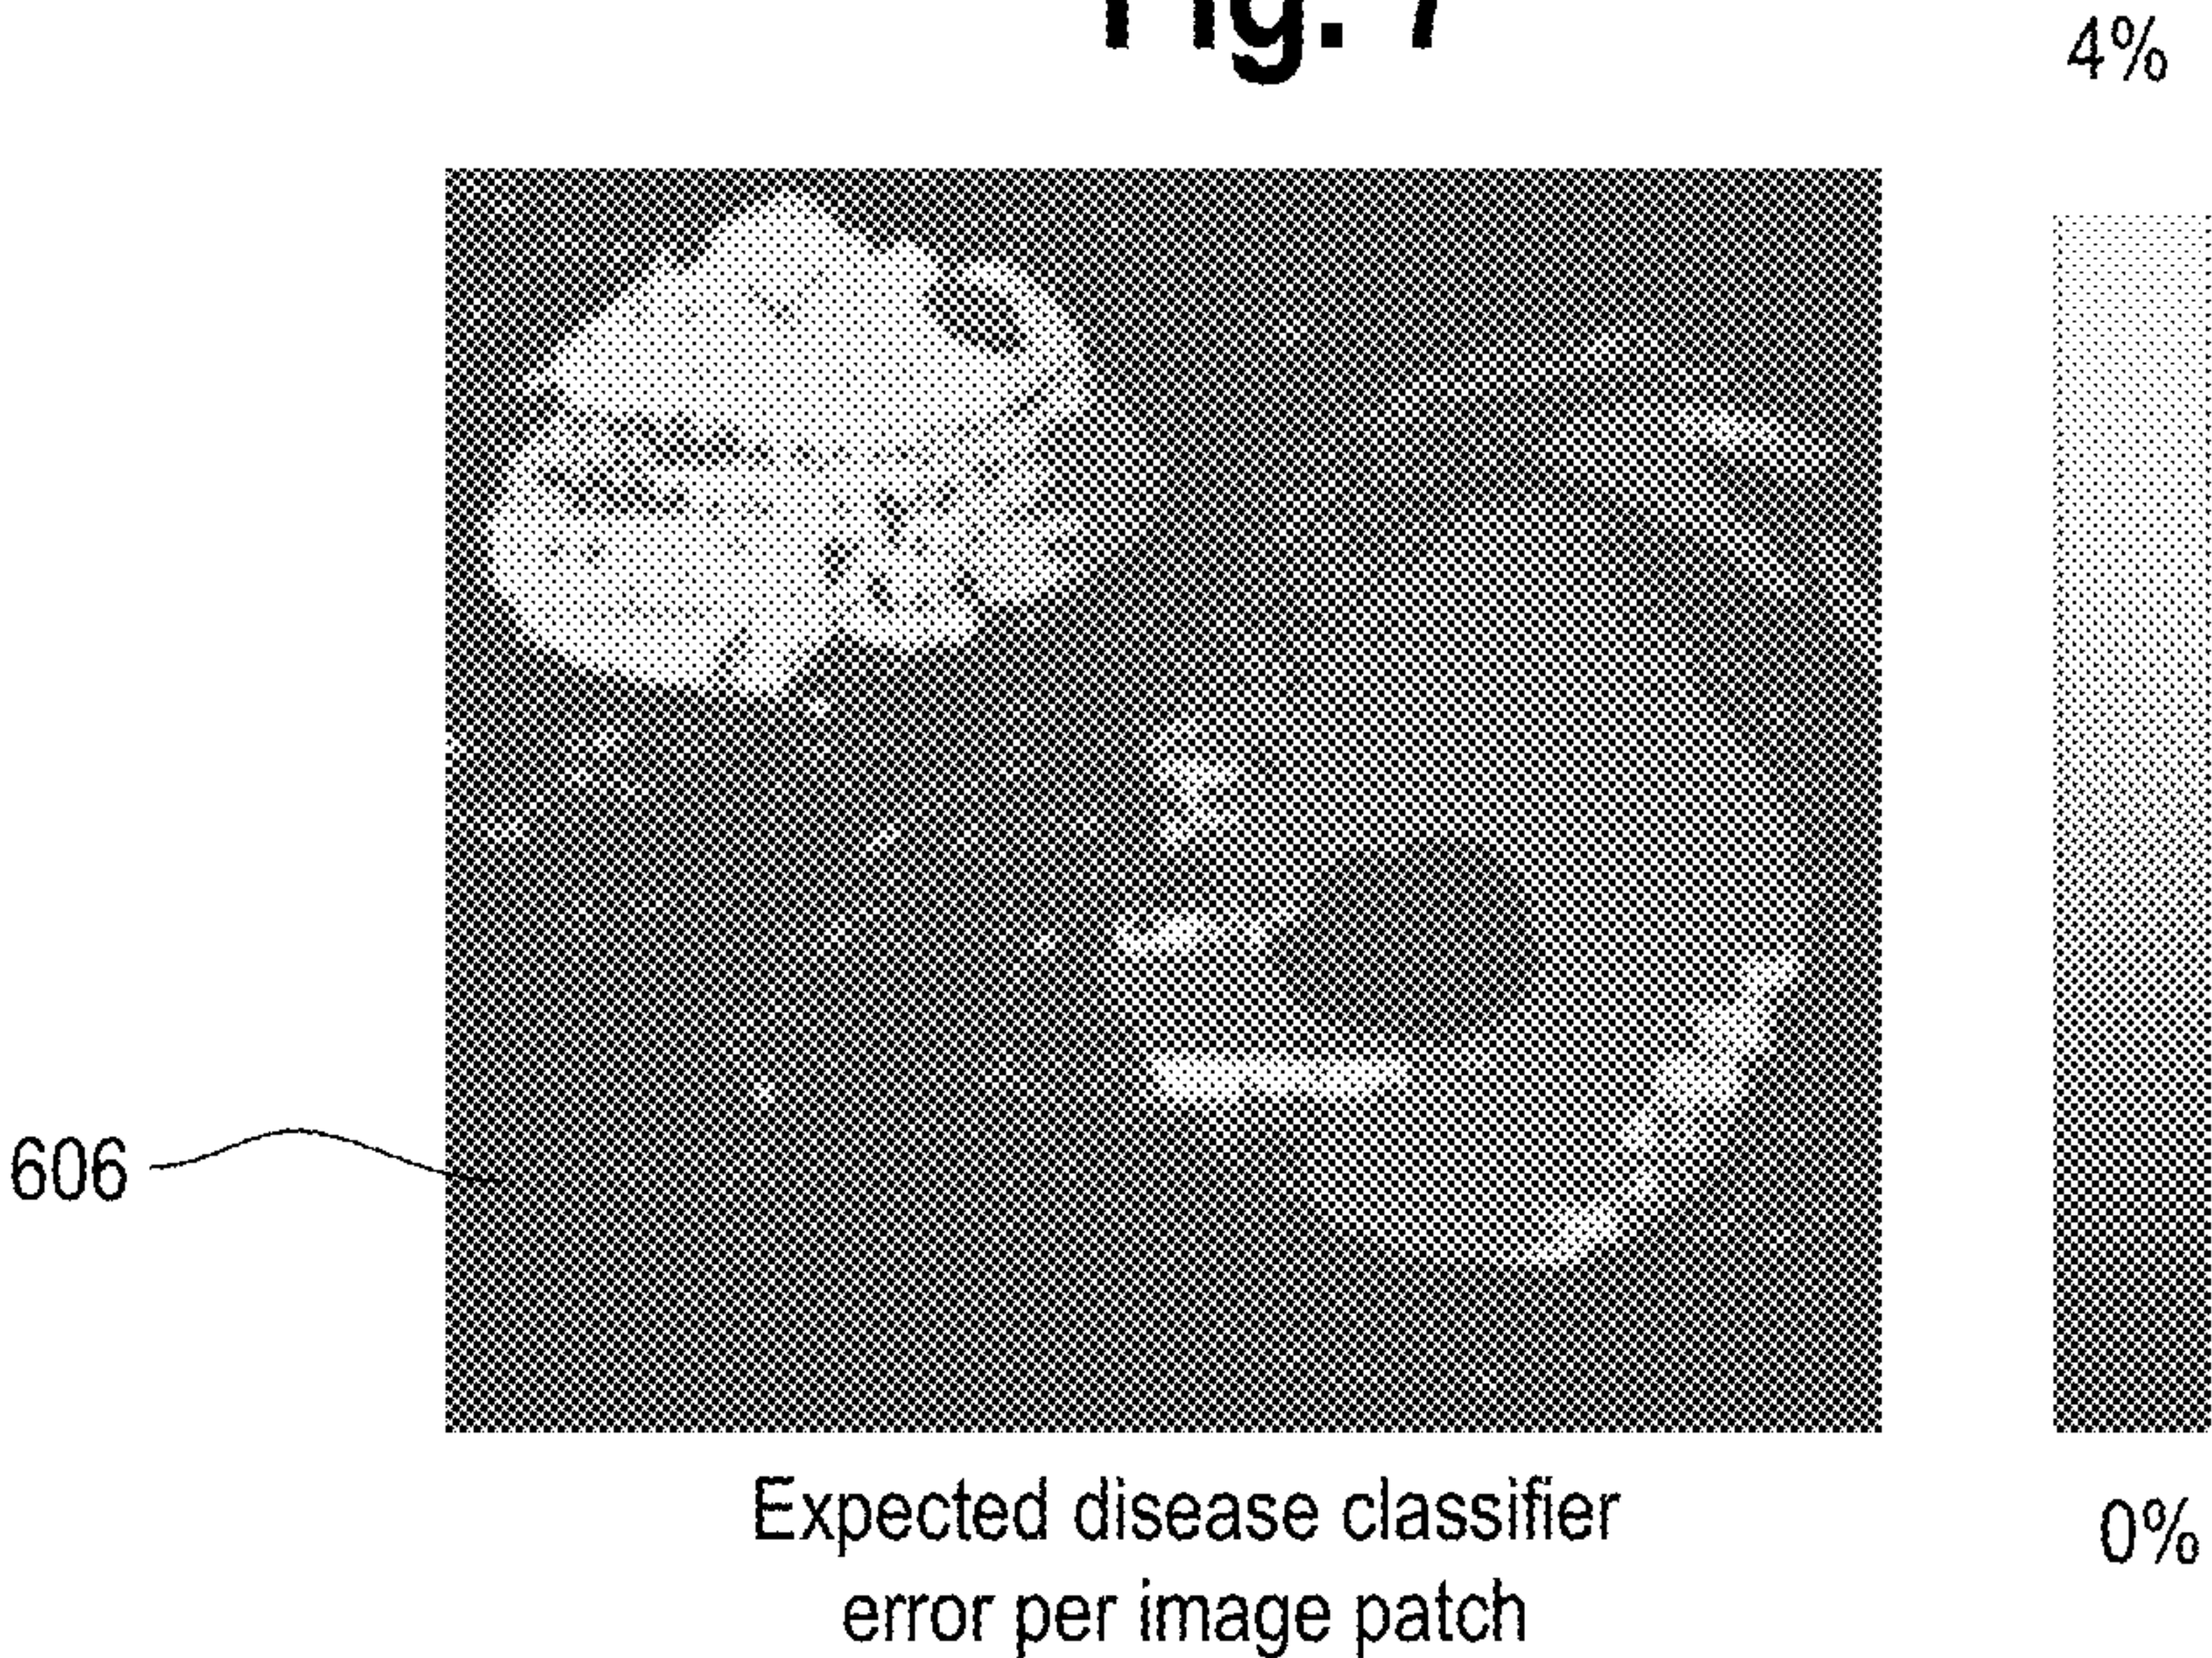 Fig. 7
4%
606
Expected disease classifier
error per image patch
0%